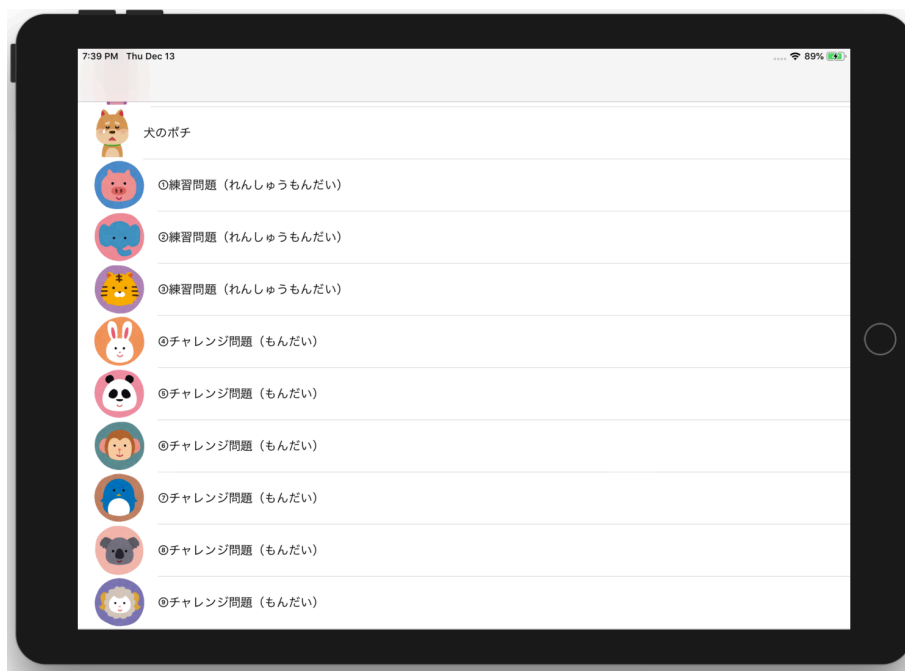 7:39 PM Thu Dec 13
89%
犬のポチ
①練習問題（れんしゅうもんだい）
②練習問題（れんしゅうもんだい）
③練習問題（れんしゅうもんだい）
④チャレンジ問題（もんだい）
⑤チャレンジ問題（もんだい）
⑥チャレンジ問題（もんだい）
⑦チャレンジ問題（もんだい）
⑧チャレンジ問題（もんだい）
⑨チャレンジ問題（もんだい）